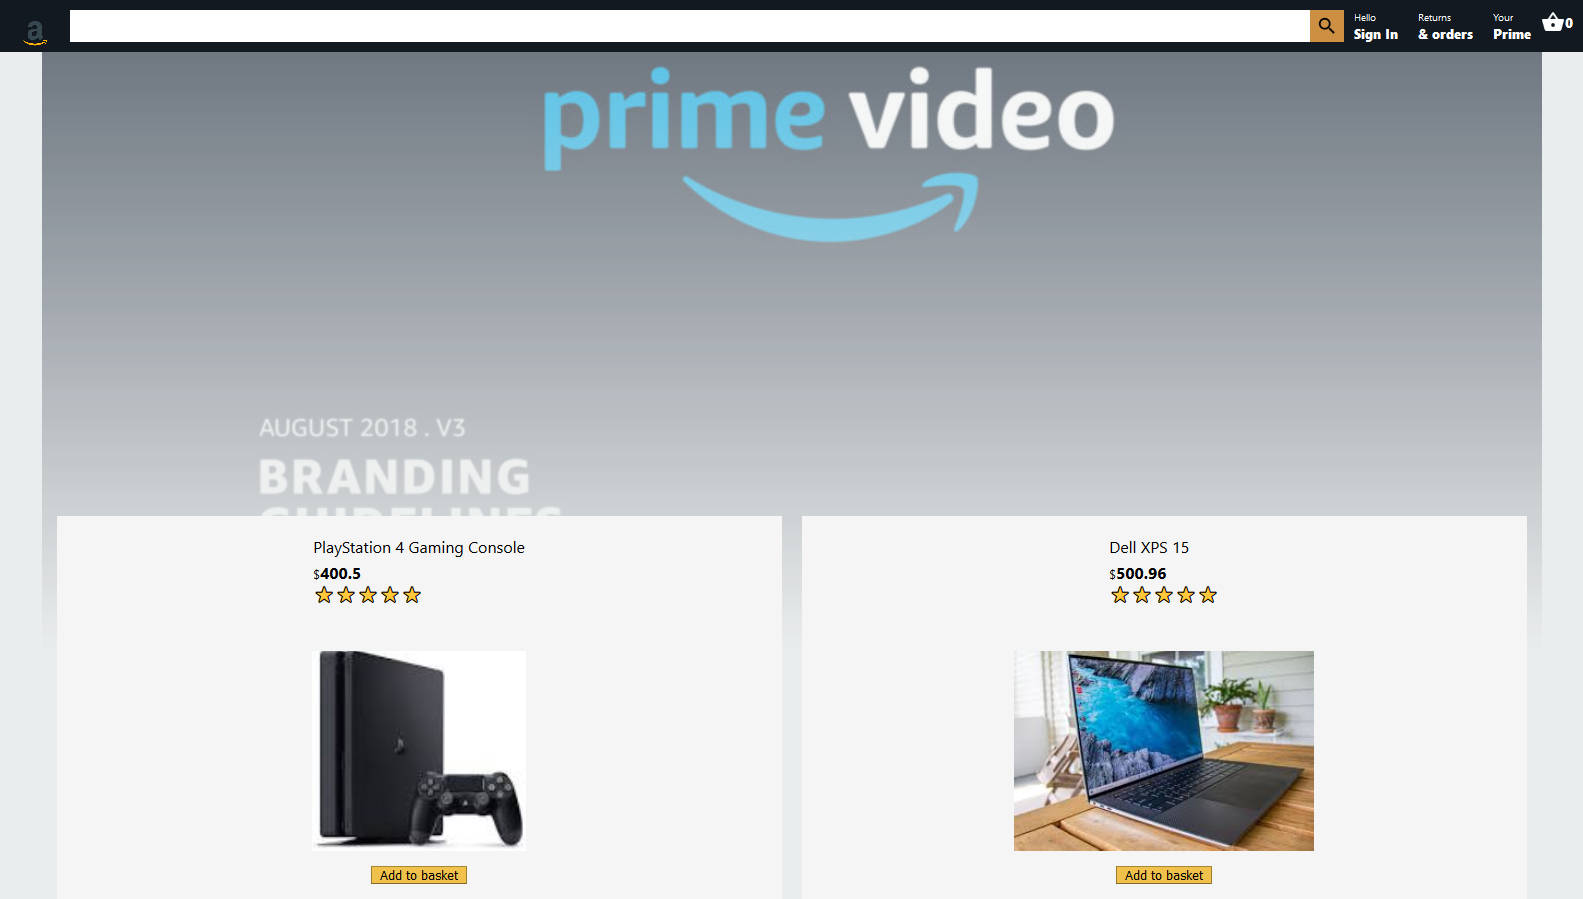 a
Hello
Sign In
Returns
& orders
Your
Prime
0
prime video
AUGUST 2018 . V3
BRANDING
GUIDELINES
PlayStation 4 Gaming Console
$400.5
Dell XPS 15
$500.96
Add to basket
Add to basket